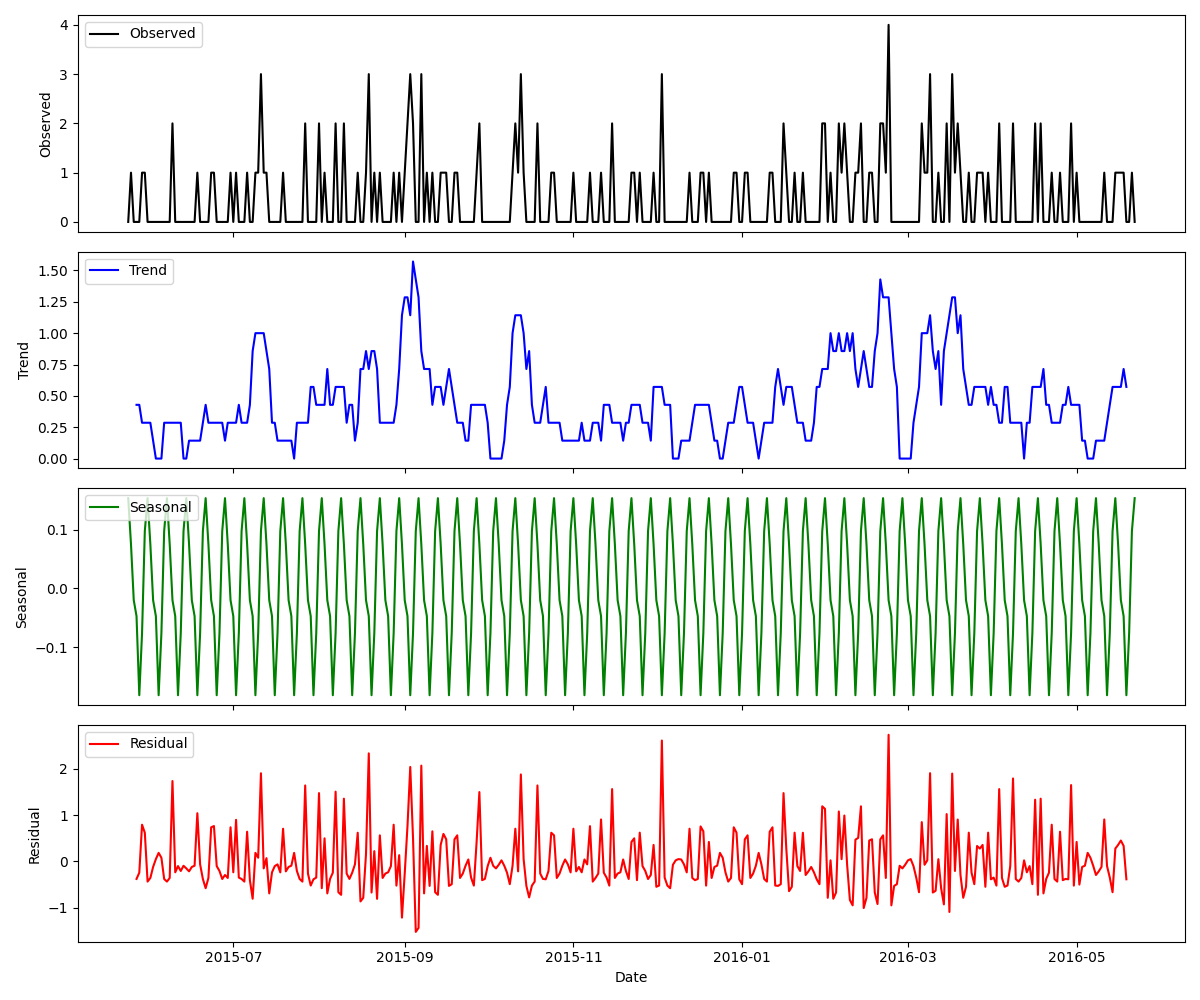 Observed
4
3
2
1
0
Observed
Trend
1.50
1.25
1.00
0.75
0.50
0.25
0.00
Trend
Seasonal
0.1
0.0
−0.1
Seasonal
Residual
2
1
0
−1
Residual
2015-07 2015-09 2015-11 2016-01 2016-03 2016-05
Date